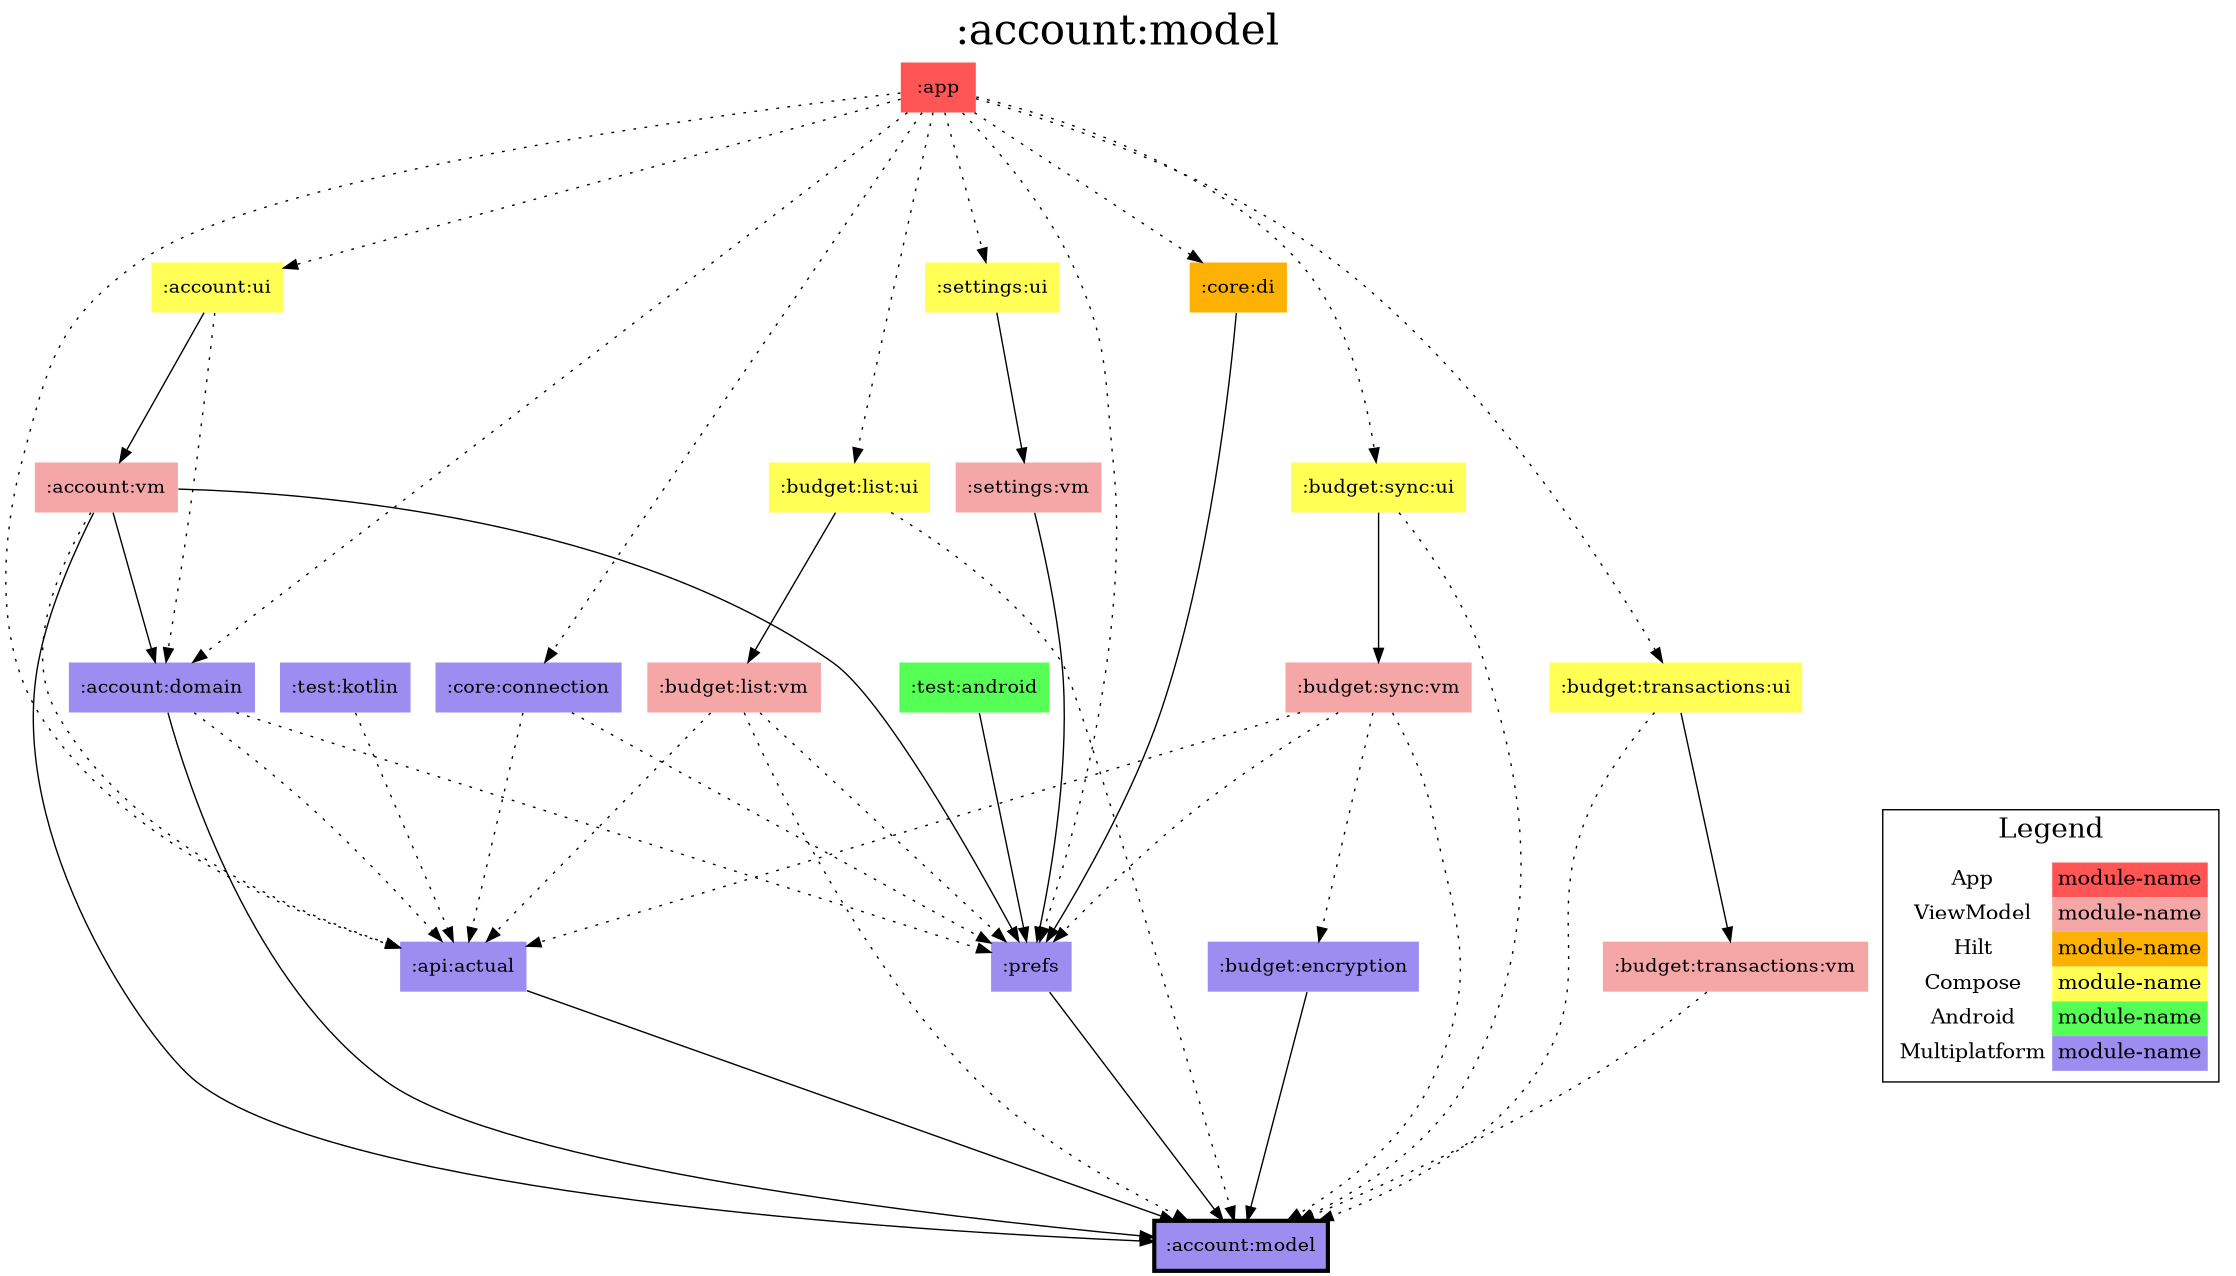 :account:model
:app
:account:ui
:settings:ui
:core:di
:account:vm
:budget:list:ui
:settings:vm
:budget:sync:ui
:account:domain
:test:kotlin
:core:connection
:budget:list:vm
:test:android
:budget:sync:vm
:budget:transactions:ui
:api:actual
:prefs
:budget:encryption
:budget:transactions:vm
:account:model
Legend
App module-name
ViewModel module-name
Hilt module-name
Compose module-name
Android module-name
Multiplatform module-name